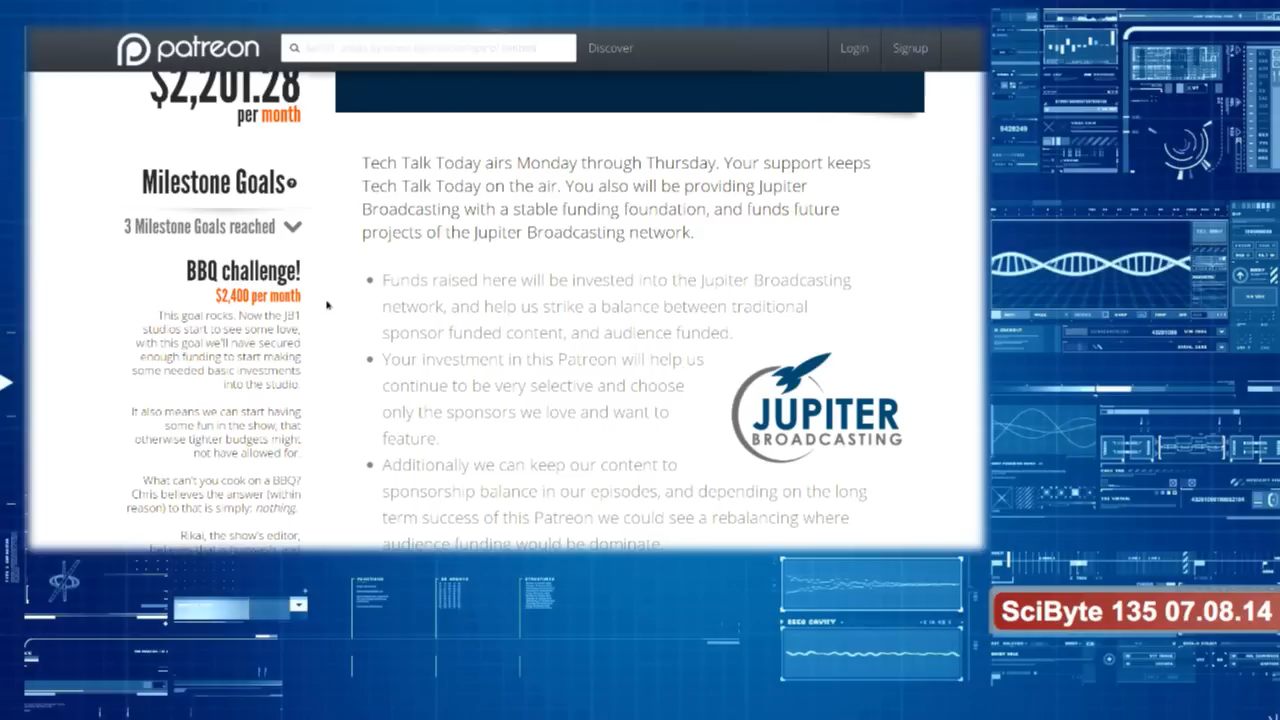 patreon
Discover
Login
Signup
$2,201.28
per month
Milestone Goals
3 Milestone Goals reached
BBQ challenge!
$2,400 per month
This goal rocks. Now the JB1
studios start to see some love,
with this goal we'll have secured
enough funding to start making
some needed basic investments
into the studio.
It also means we can start having
some fun in the show, that
otherwise tighter budgets might
not have allowed for.
What can't you cook on a BBQ?
Chris believes the answer (within
reason) to that is simply: nothing.
Rikai, the show's editor,
Tech Talk Today airs Monday through Thursday. Your support keeps
Tech Talk Today on the air. You also will be providing Jupiter
Broadcasting with a stable funding foundation, and funds future
projects of the Jupiter Broadcasting network.
Funds raised here will be invested into the Jupiter Broadcasting
network, and help us strike a balance between traditional
sponsor funded content, and audience funded.
Your investment in the Patreon will help us
continue to be very selective and choose
only the sponsors we love and want to
feature.
Additionally we can keep our content to
sponsorship balance in our episodes, and depending on the long
term success of this Patreon we could see a rebalancing where
audience funding would be dominate.
JUPITER
BROADCASTING
SciByte 135 07.08.14